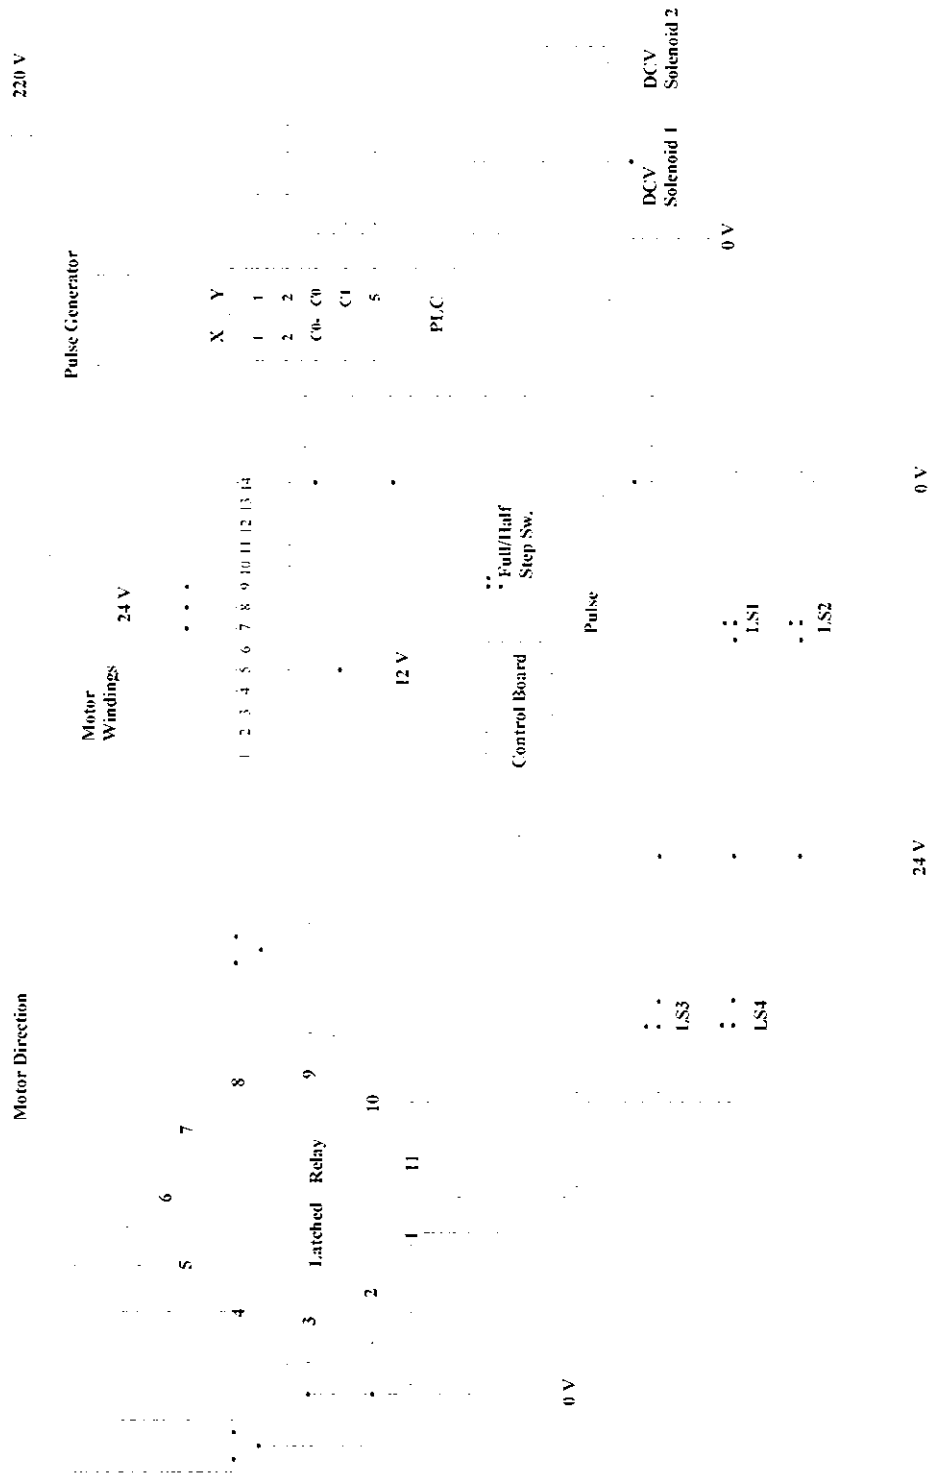 Motor Direction
Motor
Windings
24 V
Pulse Generator
220 V
4
5
6
7
8
3
Latched Relay
9
2
10
1
11
0 V
1 2 3 4 5 6 7 8 9 10 11 12 13 14
12 V
X Y
1 1
2 2
C0- C0
C1
5
PLC
Control Board
Full/Half
Step Sw.
Pulse
LS3
LS4
LS1
LS2
24 V
0 V
DCV
Solenoid 1
DCV
Solenoid 2
0 V